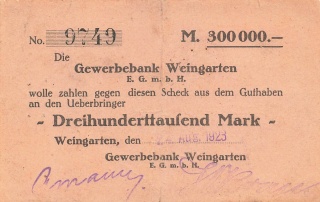 No. 9749 M. 300000.—
Die
Gewerbebank Weingarten
E. G. m. b. H.
wolle zahlen gegen diesen Scheck aus dem Guthaben
an den Ueberbringer
- Dreihunderttausend Mark -
Weingarten, den AUG. 1923
Gewerbebank Weingarten
E. G. m. b. H.